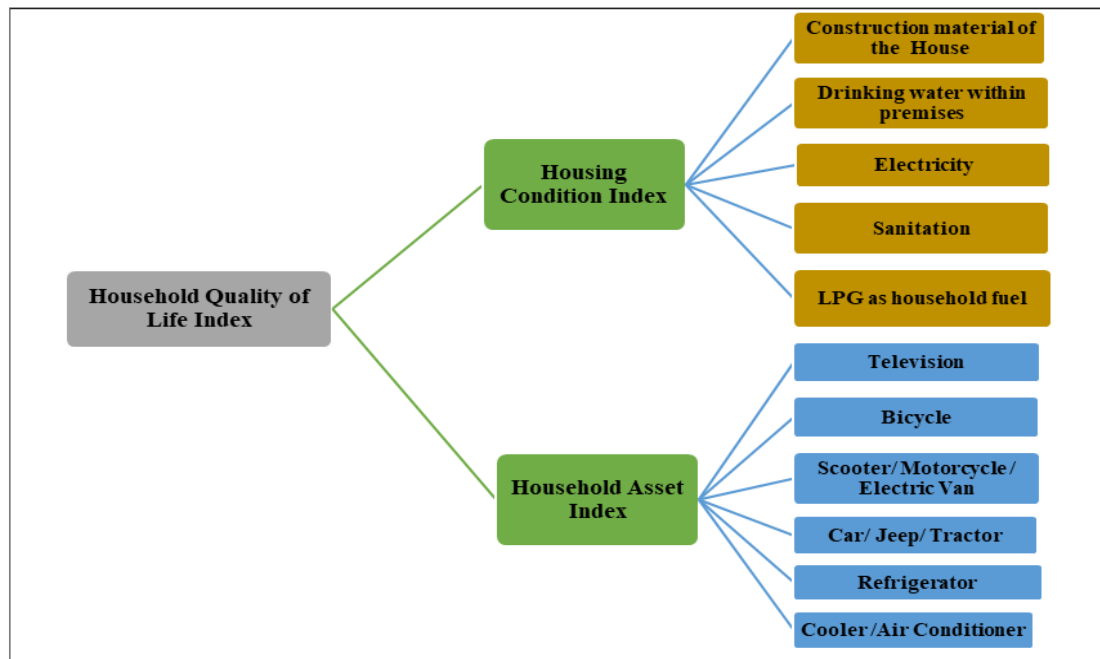 Household Quality of
Life Index
Housing
Condition Index
Construction material of
the House
Drinking water within
premises
Electricity
Sanitation
LPG as household fuel
Household Asset
Index
Television
Bicycle
Scooter/ Motorcycle /
Electric Van
Car/ Jeep/ Tractor
Refrigerator
Cooler /Air Conditioner